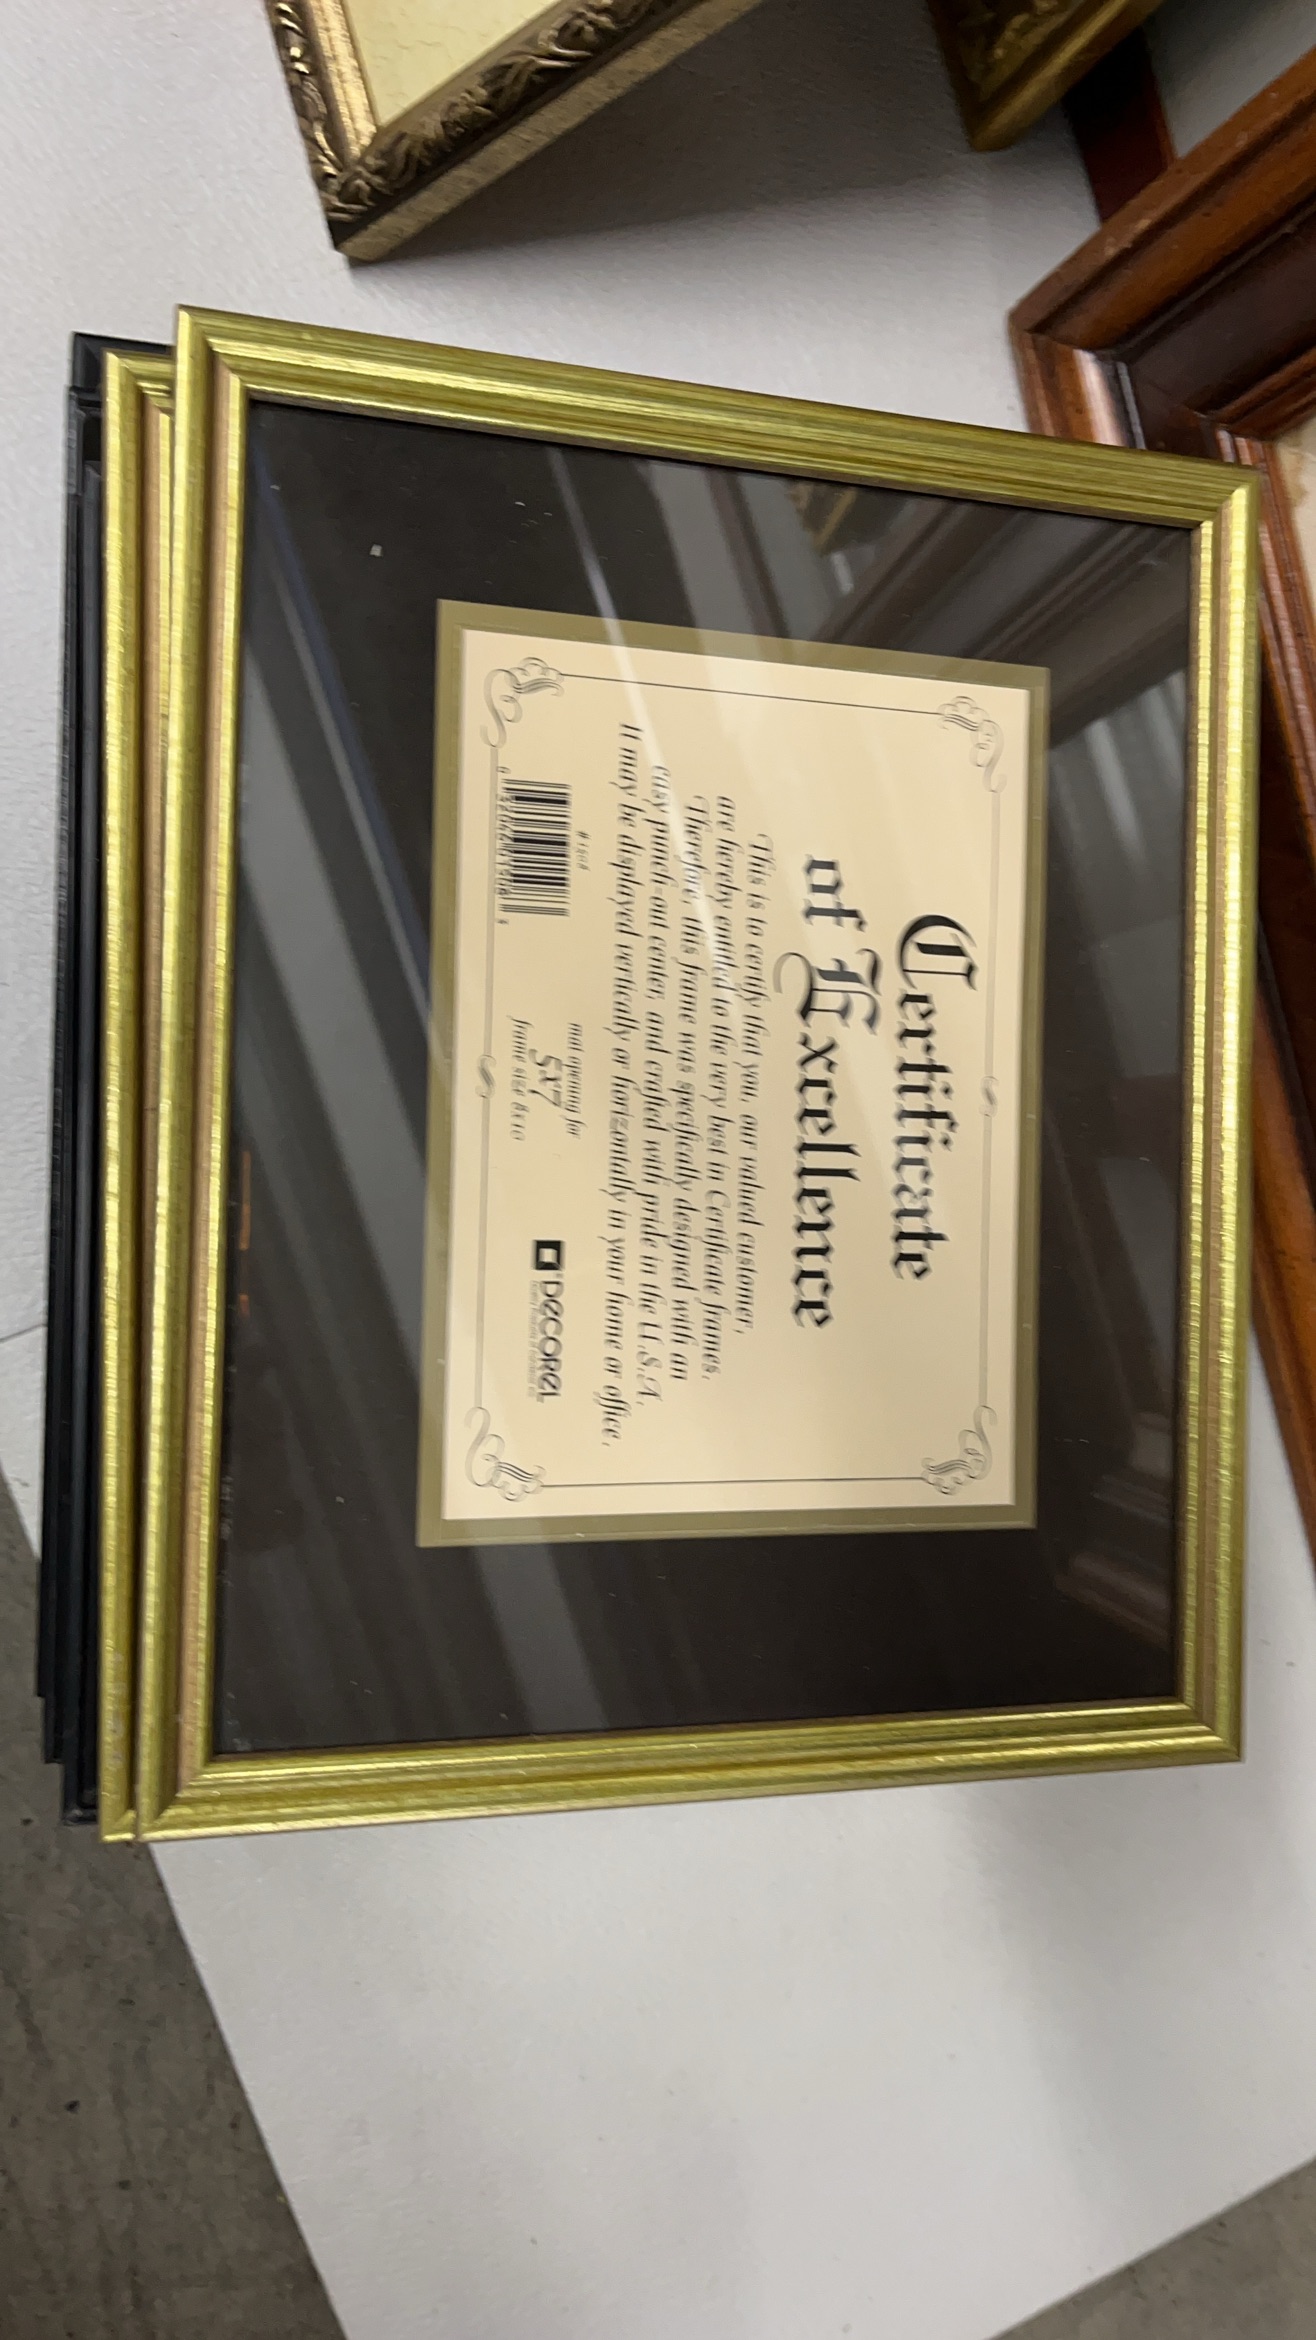 Certificate
of Excellence
This is to certify that you, our valued customer,
are hereby entitled to the very best in Certificate frames.
Therefore, this frame was specifically designed with an
easy punch-out center, and crafted with pride in the U.S.A.
It may be displayed vertically or horizontally in your home or office.
mat opening for
5x7
frame size 8x10
DECOREL